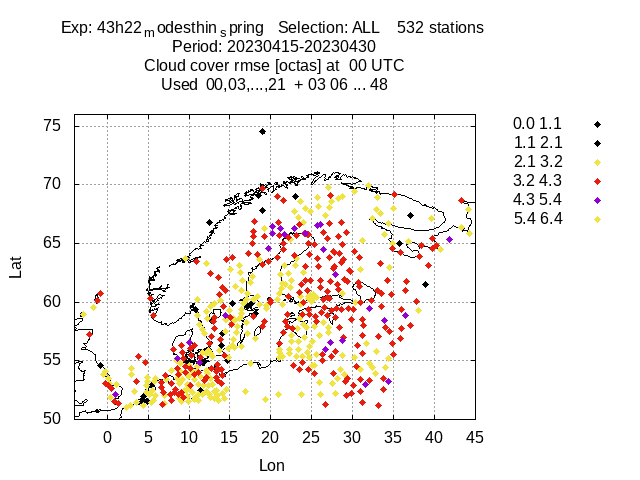 Exp: 43h22modesthinspring   Selection: ALL    532 stations
Period: 20230415-20230430
Cloud cover rmse [octas] at  00 UTC
Used  00,03,...,21  + 03 06 ... 48
75
70
65
60
55
50
Lat
0 5 10 15 20 25 30 35 40 45
Lon
0.0 1.1
1.1 2.1
2.1 3.2
3.2 4.3
4.3 5.4
5.4 6.4